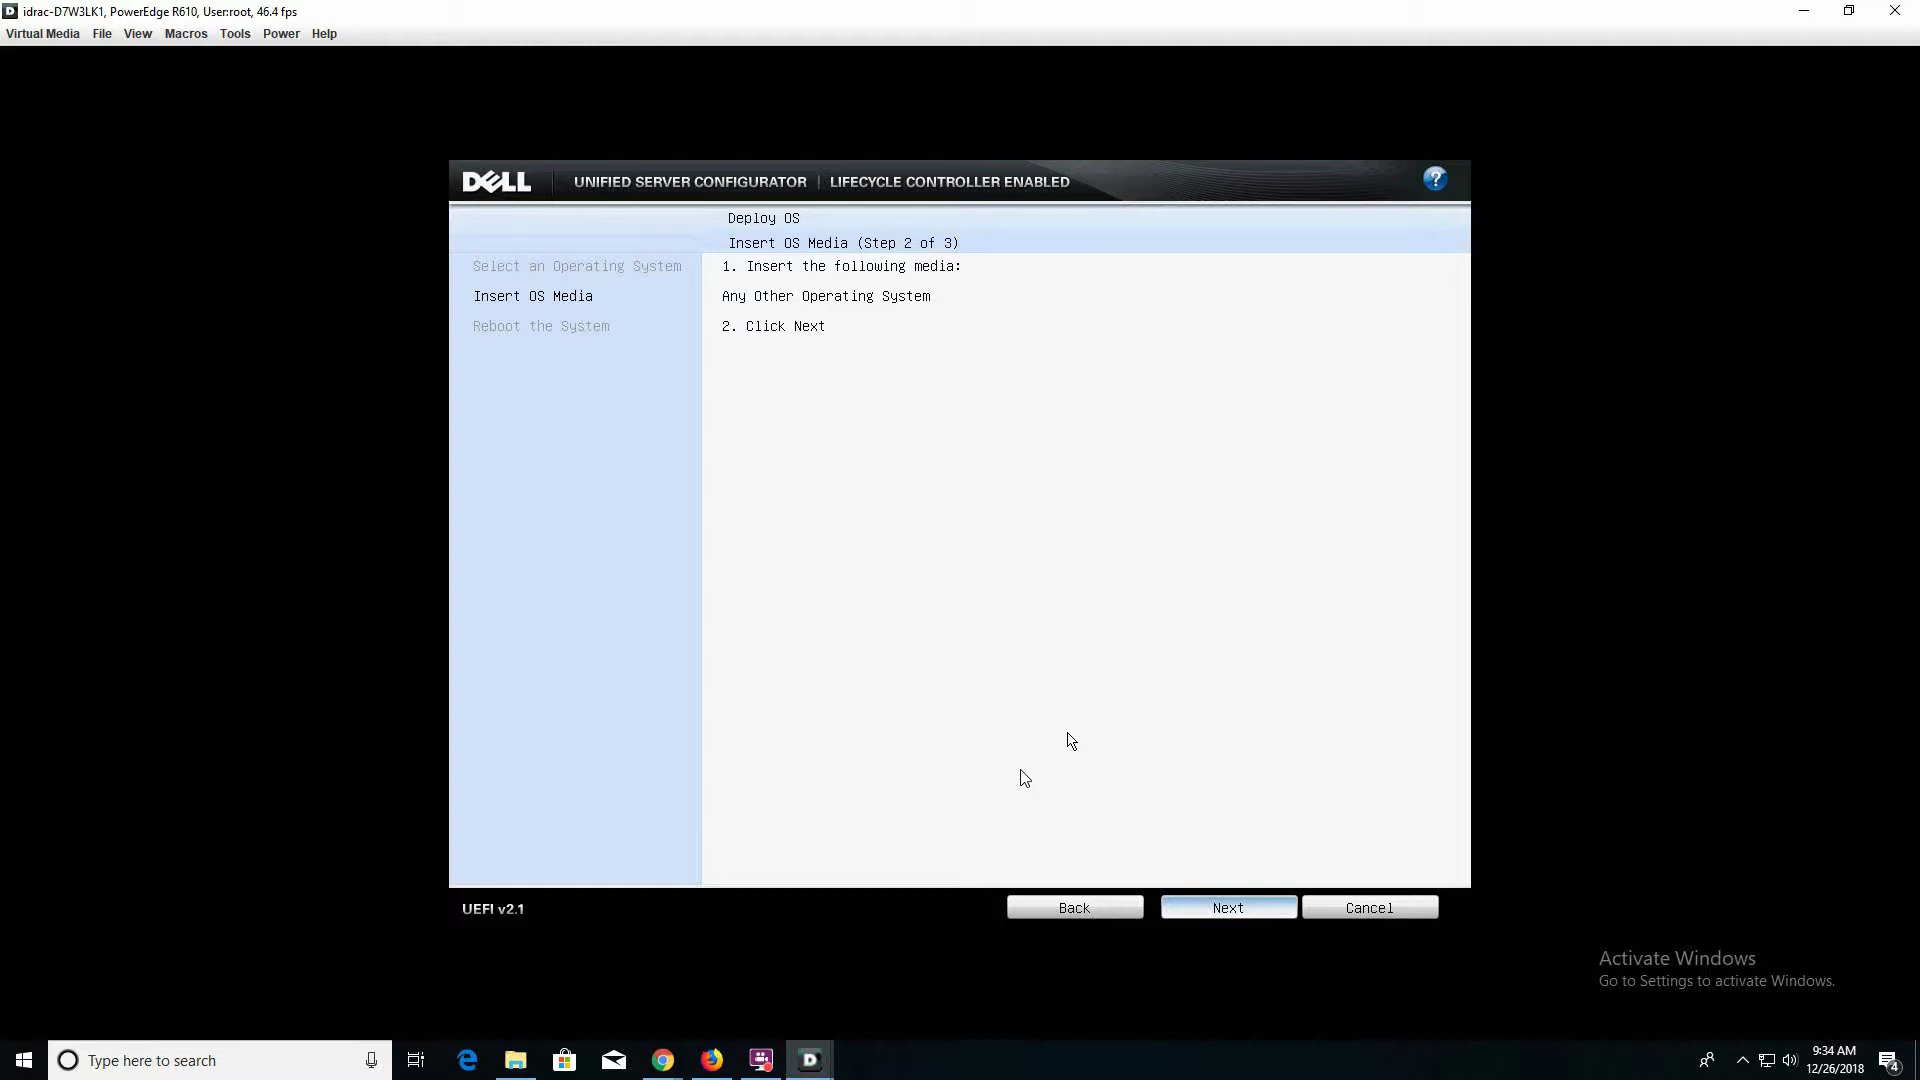 idrac-D7W3LK1, PowerEdge R610, User:root, 46.4 fps
Virtual Media File View Macros Tools Power Help
DELL UNIFIED SERVER CONFIGURATOR | LIFECYCLE CONTROLLER ENABLED ?
Deploy OS
Insert OS Media (Step 2 of 3)
Select an Operating System
Insert OS Media
Reboot the System
1. Insert the following media:
Any Other Operating System
2. Click Next
UEFI v2.1
Back Next Cancel
Activate Windows
Go to Settings to activate Windows.
Type here to search
9:34 AM
12/26/2018
4